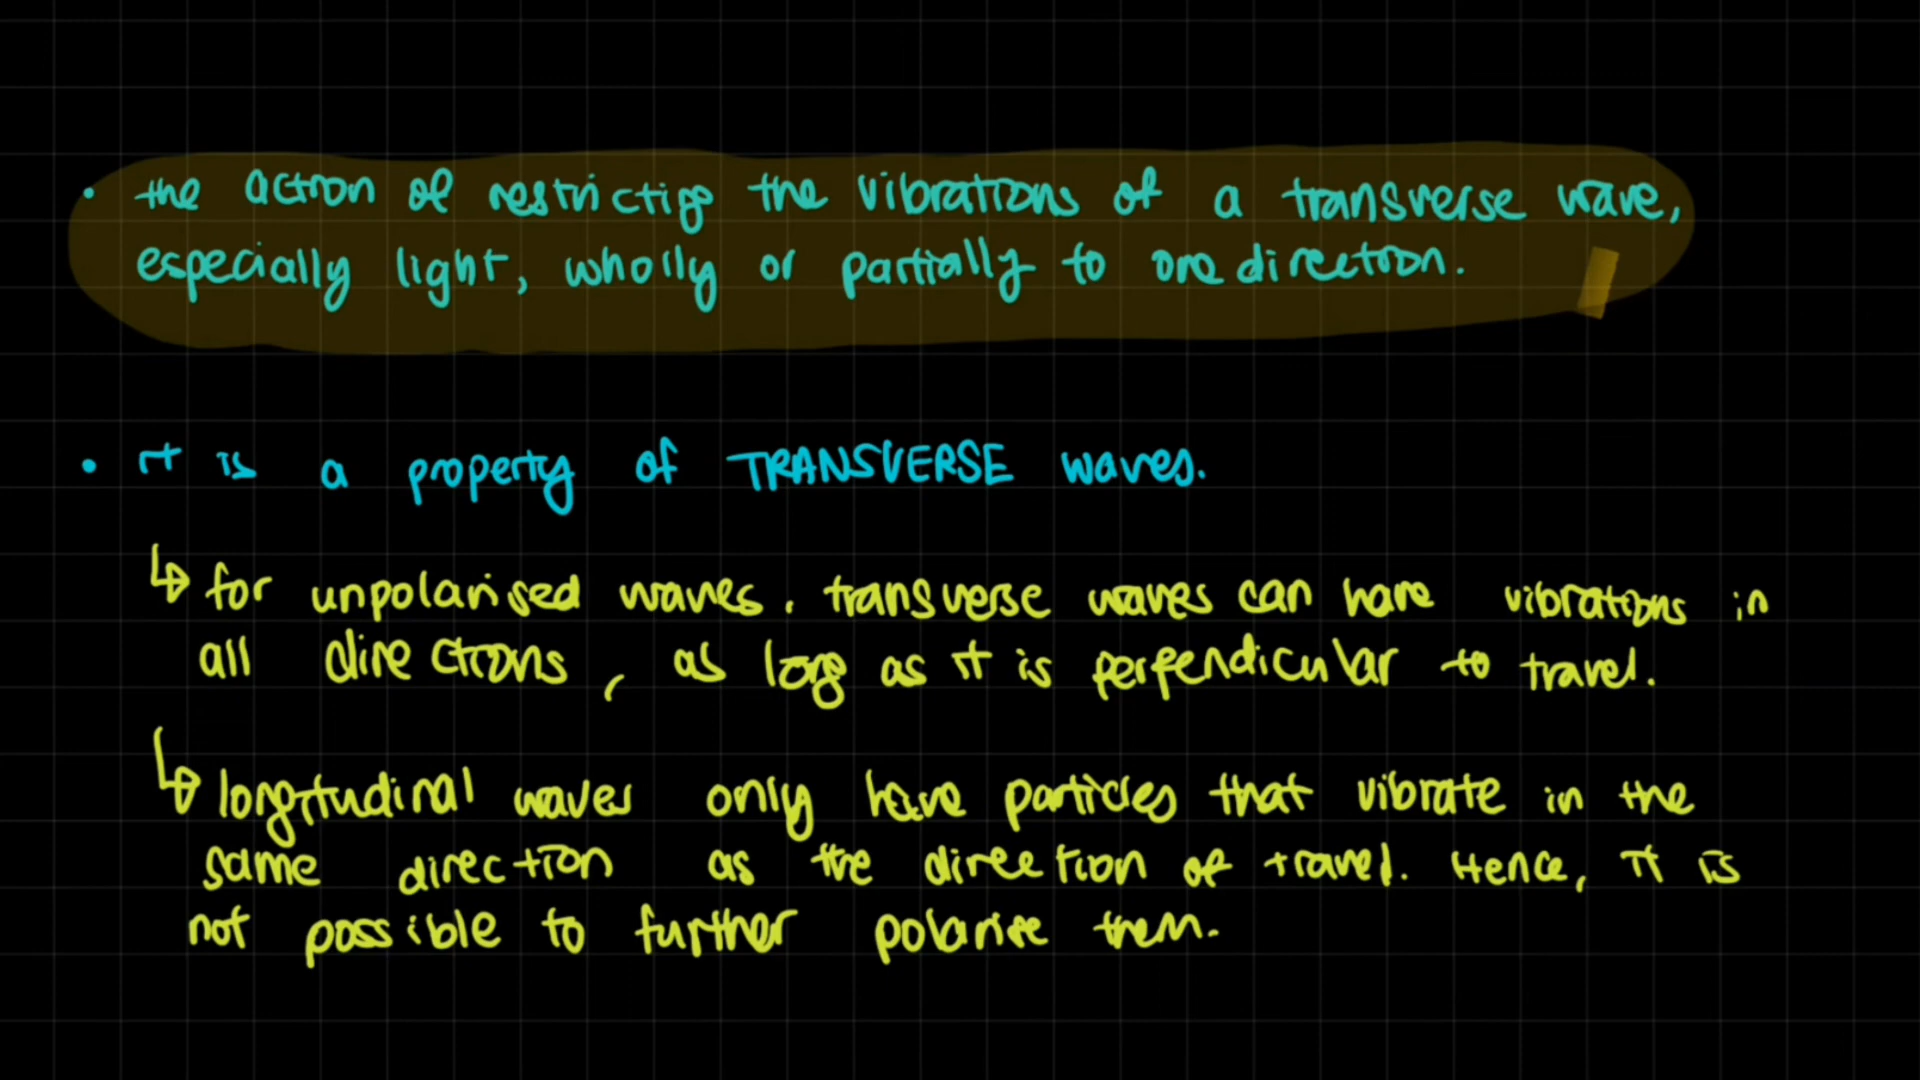 • the action of restrictig the vibrations of a transverse wave,
especially light, wholly or partially to one direction.
• it is a property of TRANSVERSE waves.
↳ for unpolarised waves. transverse waves can have vibrations in
all directions, as long as it is perpendicular to travel.
↳ longitudinal waves only have particles that vibrate in the
same direction as the direction of travel. Hence, it is
not possible to further polarise them.